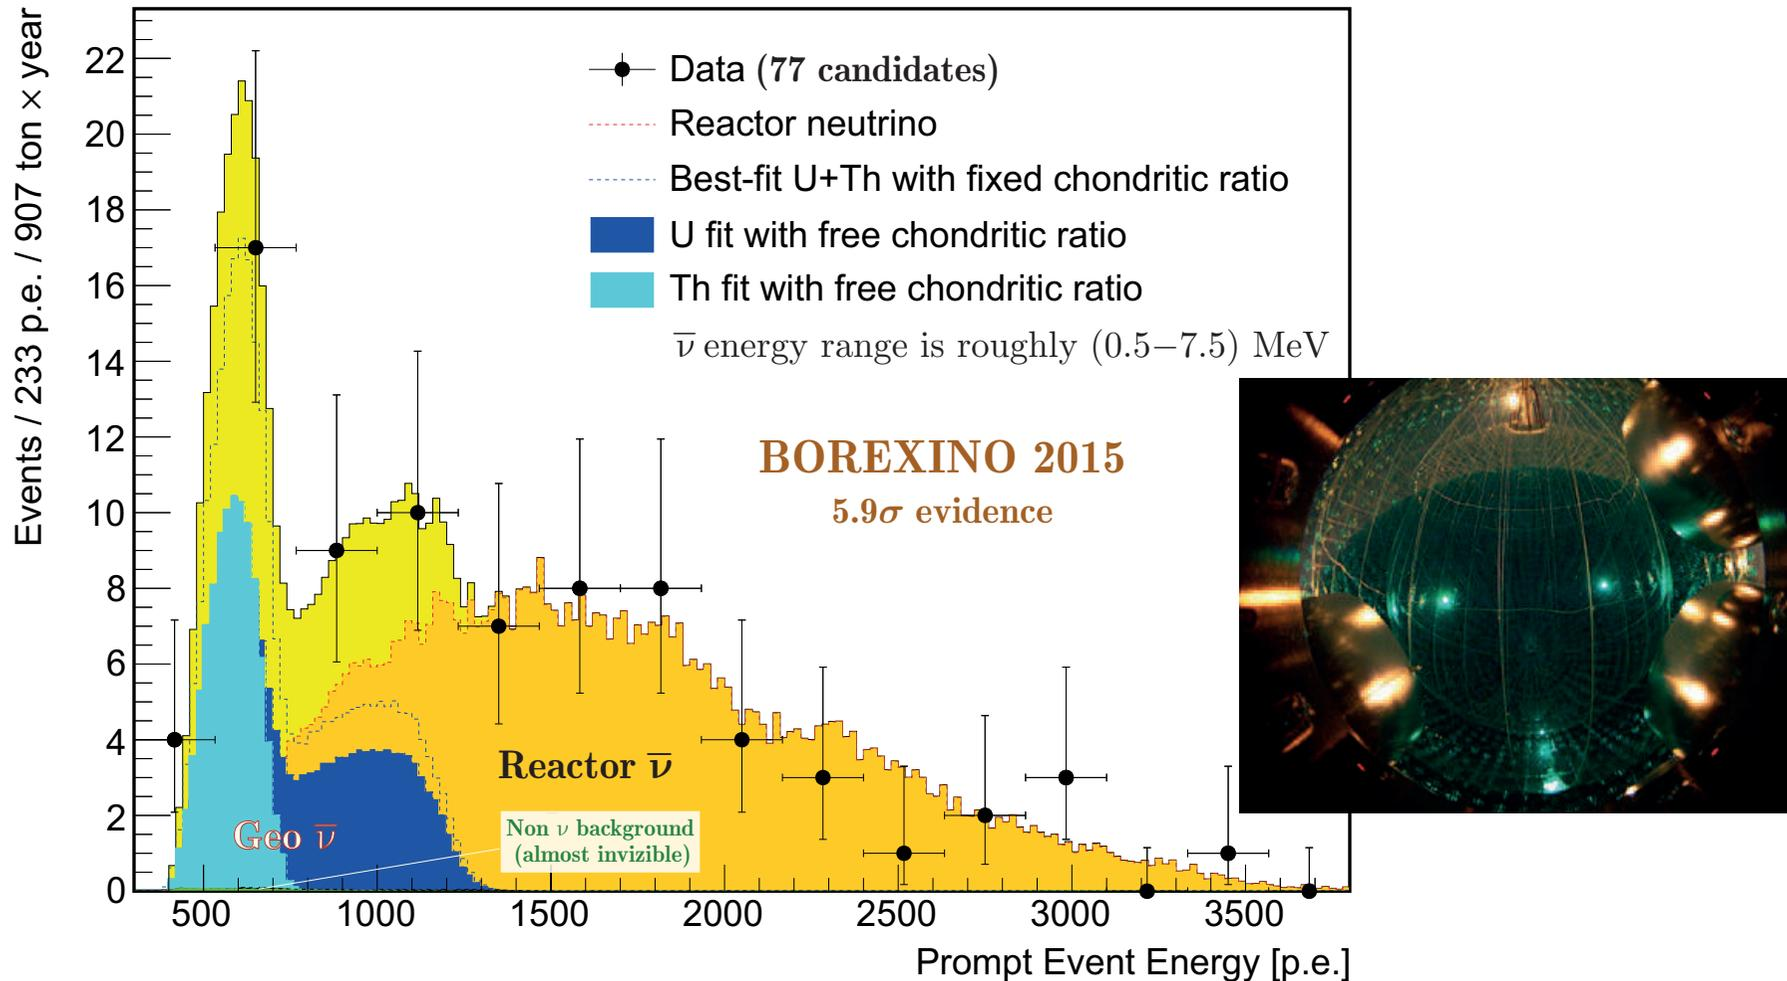 Events / 233 p.e. / 907 ton × year
22
20
18
16
14
12
10
8
6
4
2
0
Data (77 candidates)
Reactor neutrino
Best-fit U+Th with fixed chondritic ratio
U fit with free chondritic ratio
Th fit with free chondritic ratio
ν̅ energy range is roughly (0.5−7.5) MeV
BOREXINO 2015
5.9σ evidence
Reactor ν̅
Geo ν̅
Non ν background
(almost invizible)
500 1000 1500 2000 2500 3000 3500
Prompt Event Energy [p.e.]